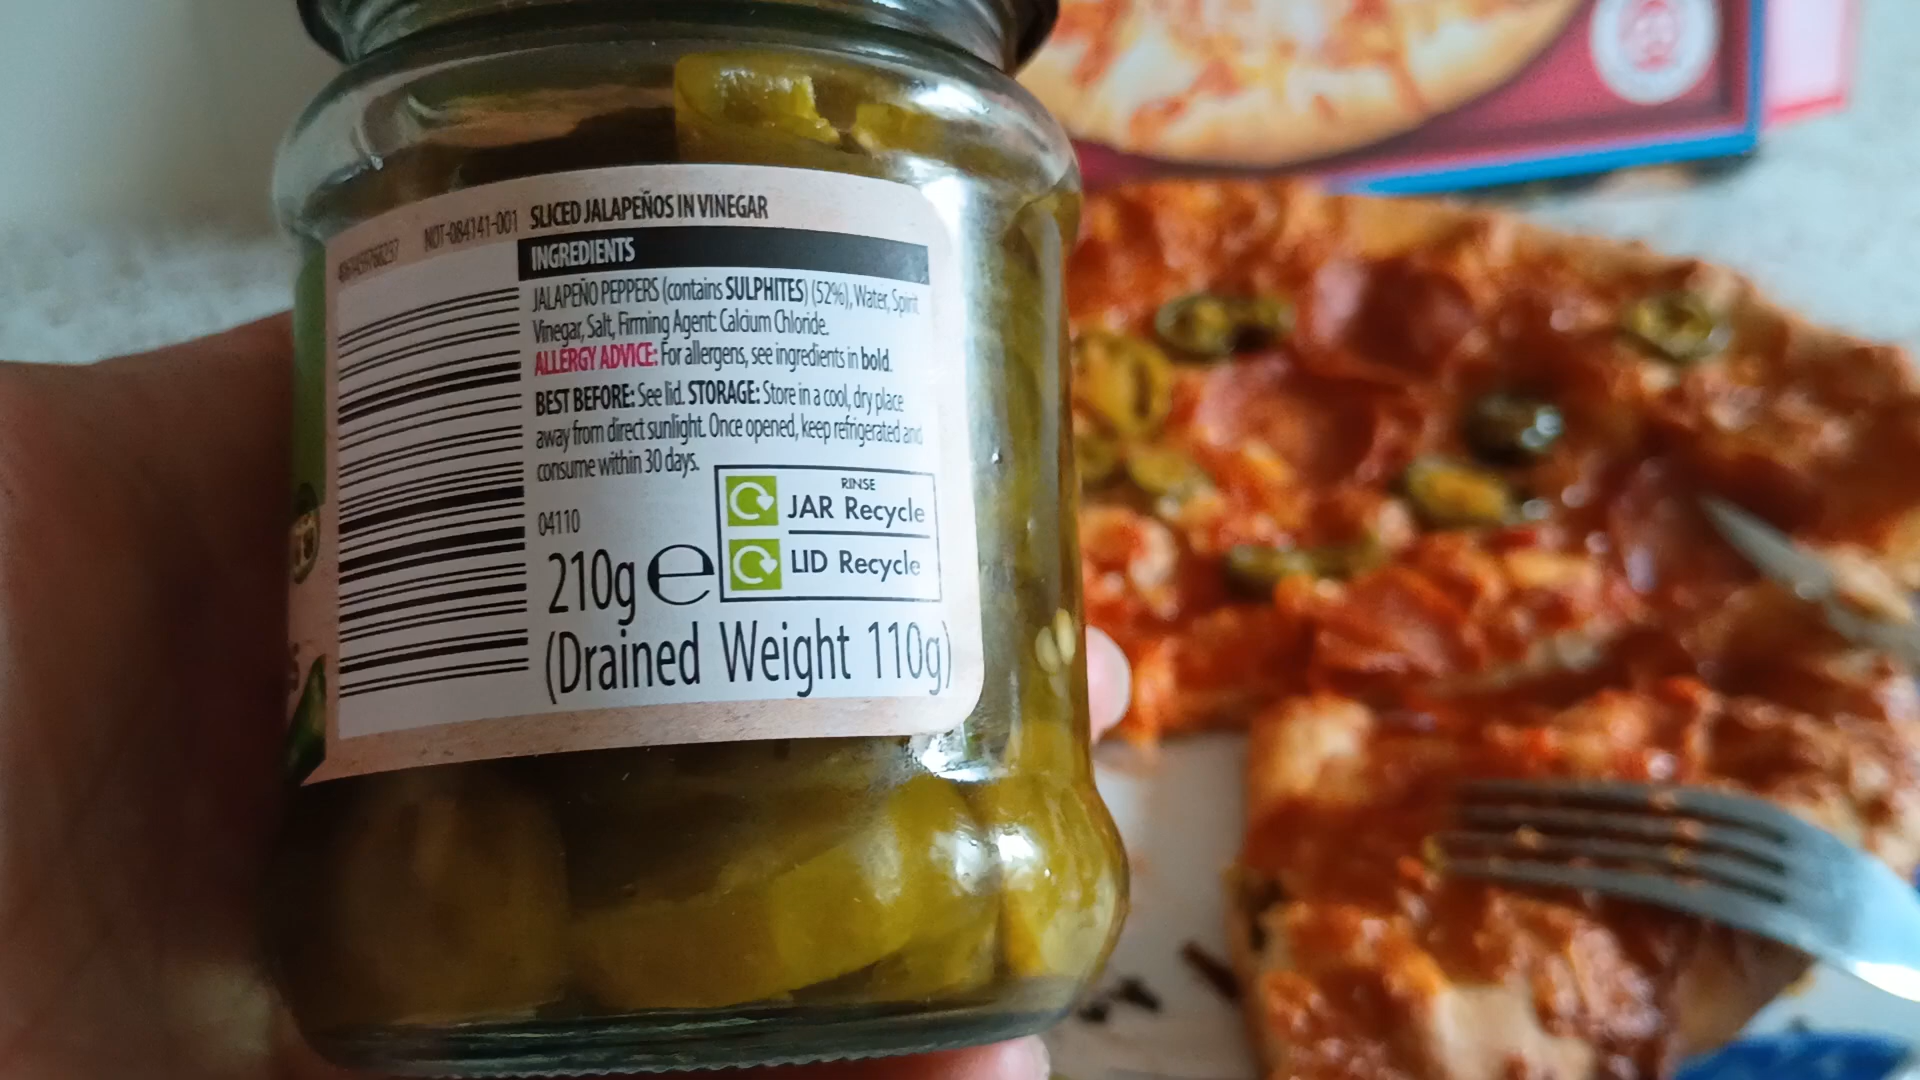 NOT-084141-001
SLICED JALAPEÑOS IN VINEGAR
INGREDIENTS
JALAPEÑO PEPPERS (contains SULPHITES) (52%), Water, Spirit
Vinegar, Salt, Firming Agent: Calcium Chloride.
ALLERGY ADVICE: For allergens, see ingredients in bold.
BEST BEFORE: See lid. STORAGE: Store in a cool, dry place
away from direct sunlight. Once opened, keep refrigerated and
consume within 30 days.
RINSE
JAR Recycle
LID Recycle
04110
210g e
(Drained Weight 110g)